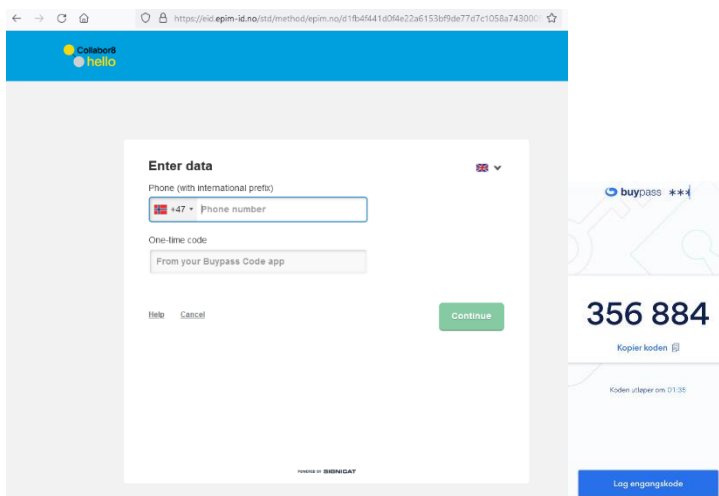 https://eid.epim-id.no/std/method/epim.no/d1fb4f441d0f4e22a6153bf9de77d7c1058a743000
Collabor8
hello
Enter data
Phone (with international prefix)
+47
Phone number
One-time code
From your Buypass Code app
Help
Cancel
Continue
POWERED BY SIGNICAT
buypass ***
356 884
Kopier koden
Koden utløper om 01:35
Lag engangskode